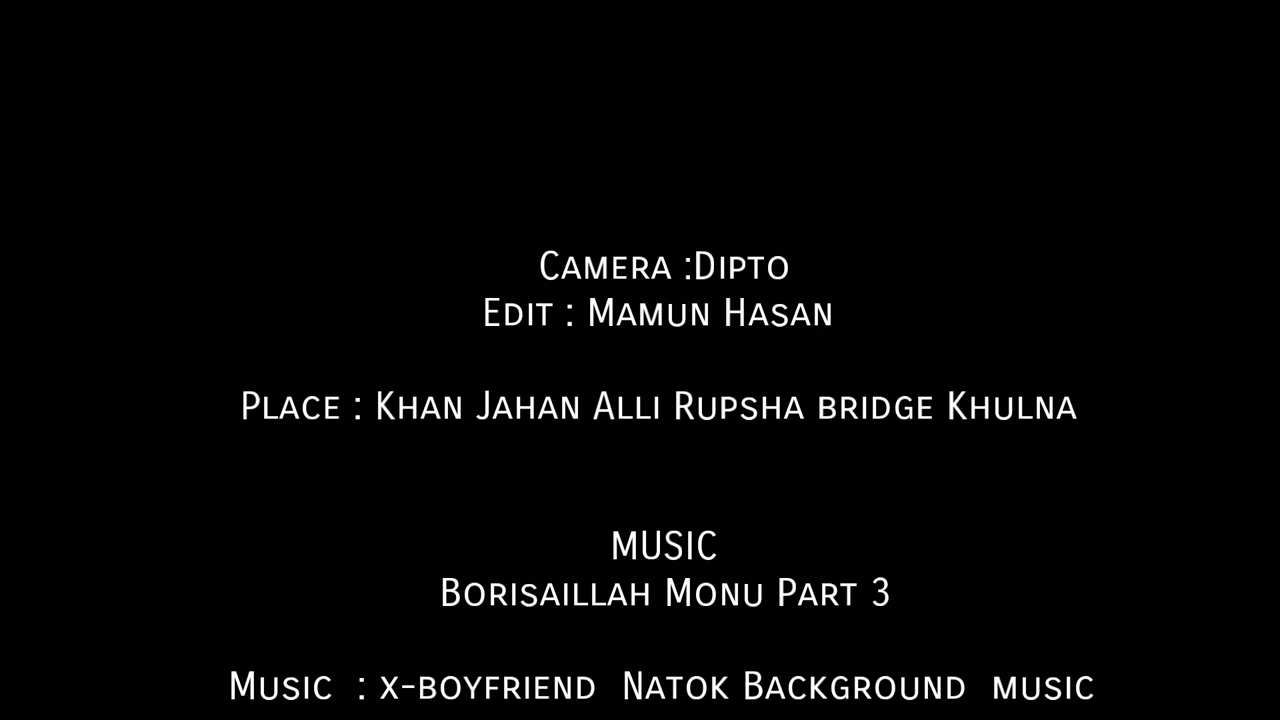 Camera :Dipto
Edit : Mamun Hasan
Place : Khan Jahan Alli Rupsha bridge Khulna
MUSIC
Borisaillah Monu Part 3
Music : x-boyfriend Natok Background music